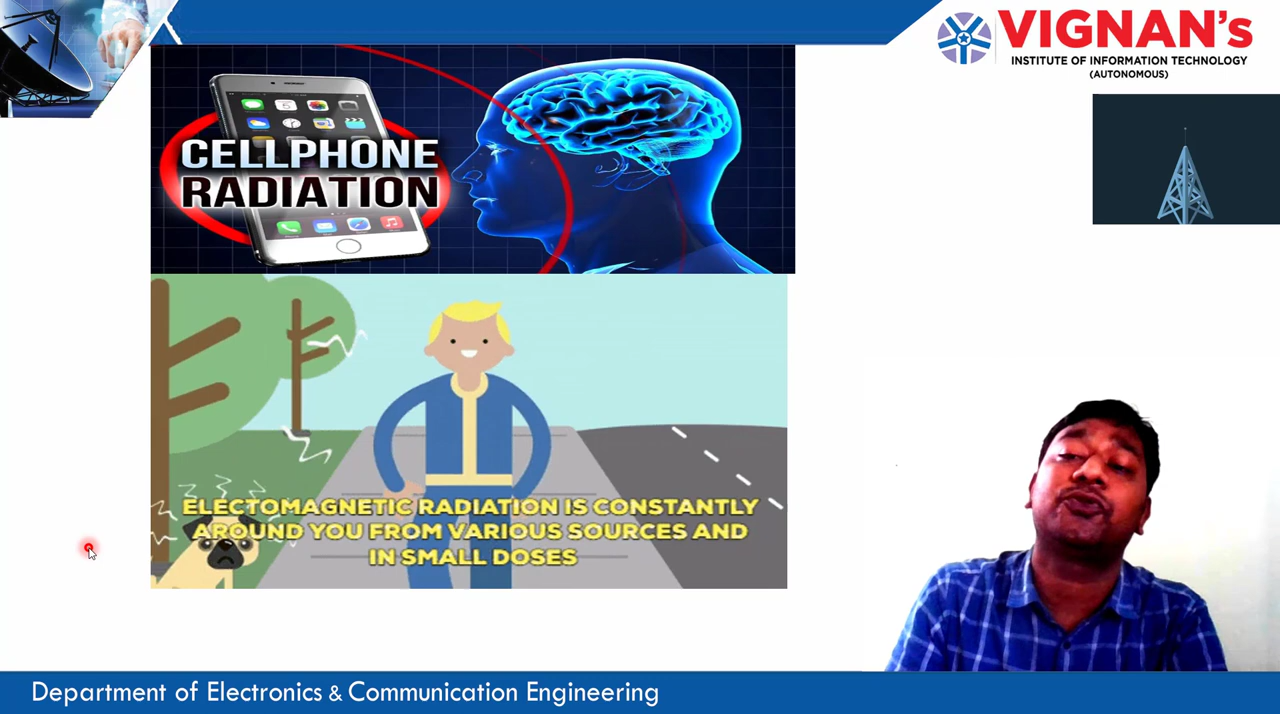 VIGNAN's
INSTITUTE OF INFORMATION TECHNOLOGY
(AUTONOMOUS)
CELLPHONE
RADIATION
ELECTOMAGNETIC RADIATION IS CONSTANTLY
AROUND YOU FROM VARIOUS SOURCES AND
IN SMALL DOSES
Department of Electronics & Communication Engineering